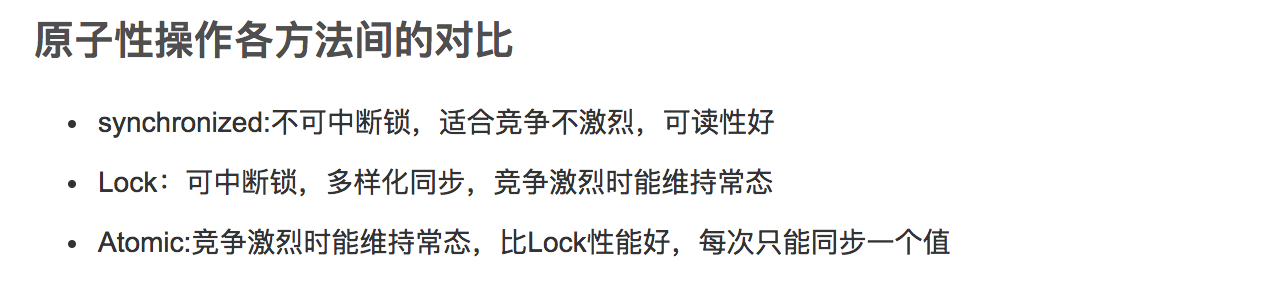 原子性操作各方法间的对比
• synchronized:不可中断锁，适合竞争不激烈，可读性好
• Lock：可中断锁，多样化同步，竞争激烈时能维持常态
• Atomic:竞争激烈时能维持常态，比Lock性能好，每次只能同步一个值